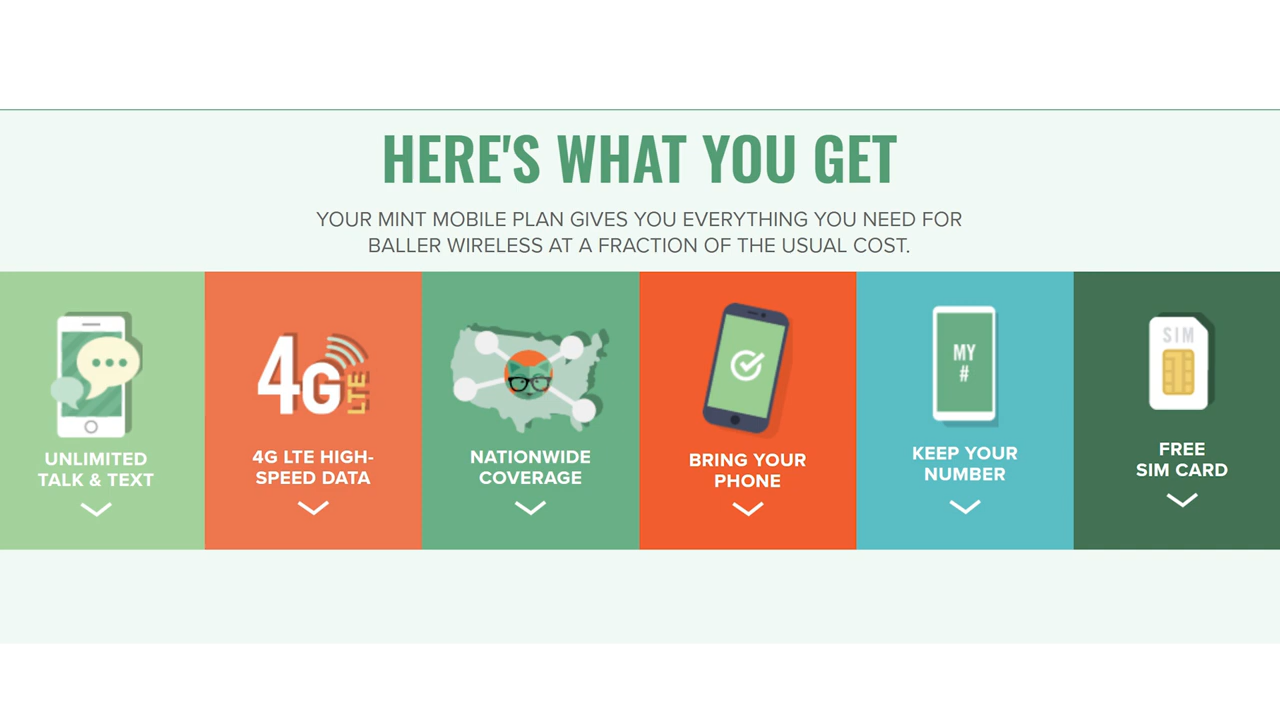 HERE'S WHAT YOU GET
YOUR MINT MOBILE PLAN GIVES YOU EVERYTHING YOU NEED FOR
BALLER WIRELESS AT A FRACTION OF THE USUAL COST.
UNLIMITED
TALK & TEXT
4G LTE
4G LTE HIGH-
SPEED DATA
NATIONWIDE
COVERAGE
BRING YOUR
PHONE
MY
#
KEEP YOUR
NUMBER
SIM
FREE
SIM CARD